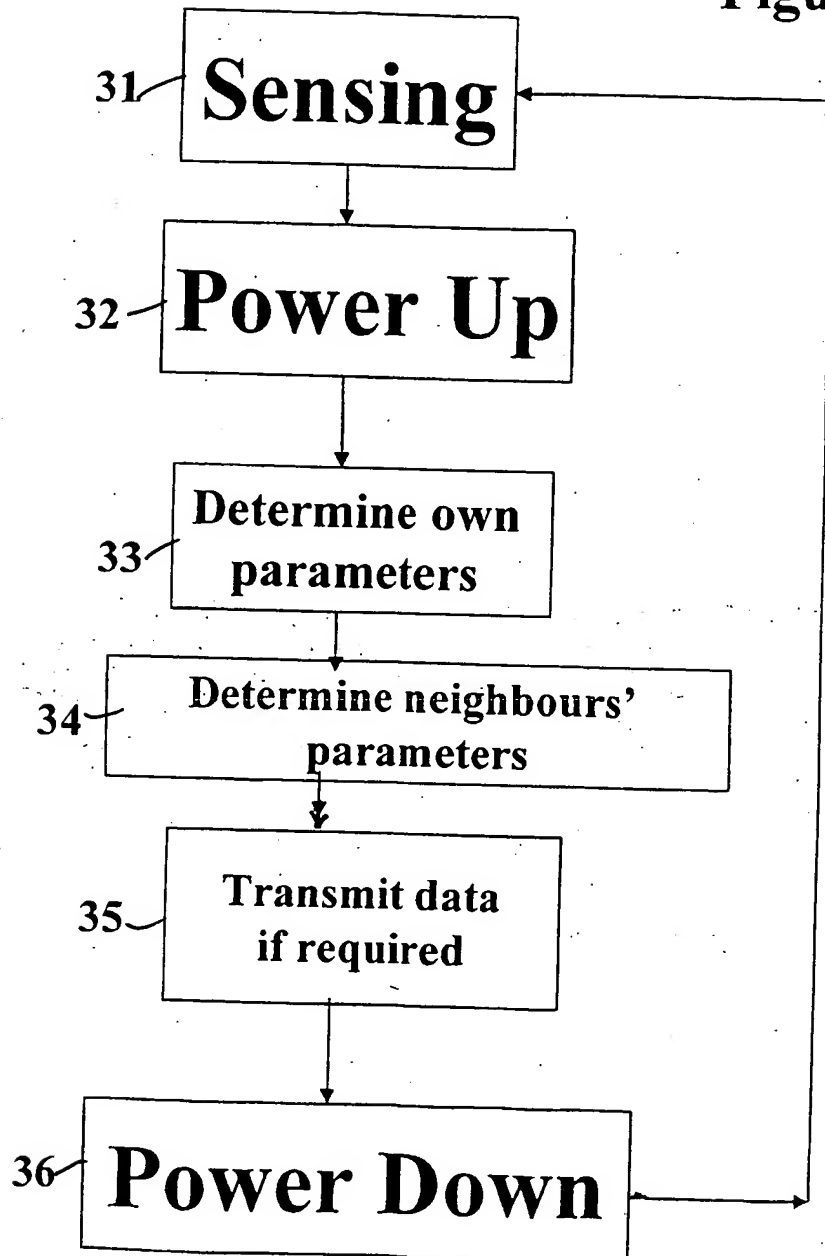 31
Sensing
32
Power Up
33
Determine own
parameters
34
Determine neighbours’
parameters
35
Transmit data
if required
36
Power Down